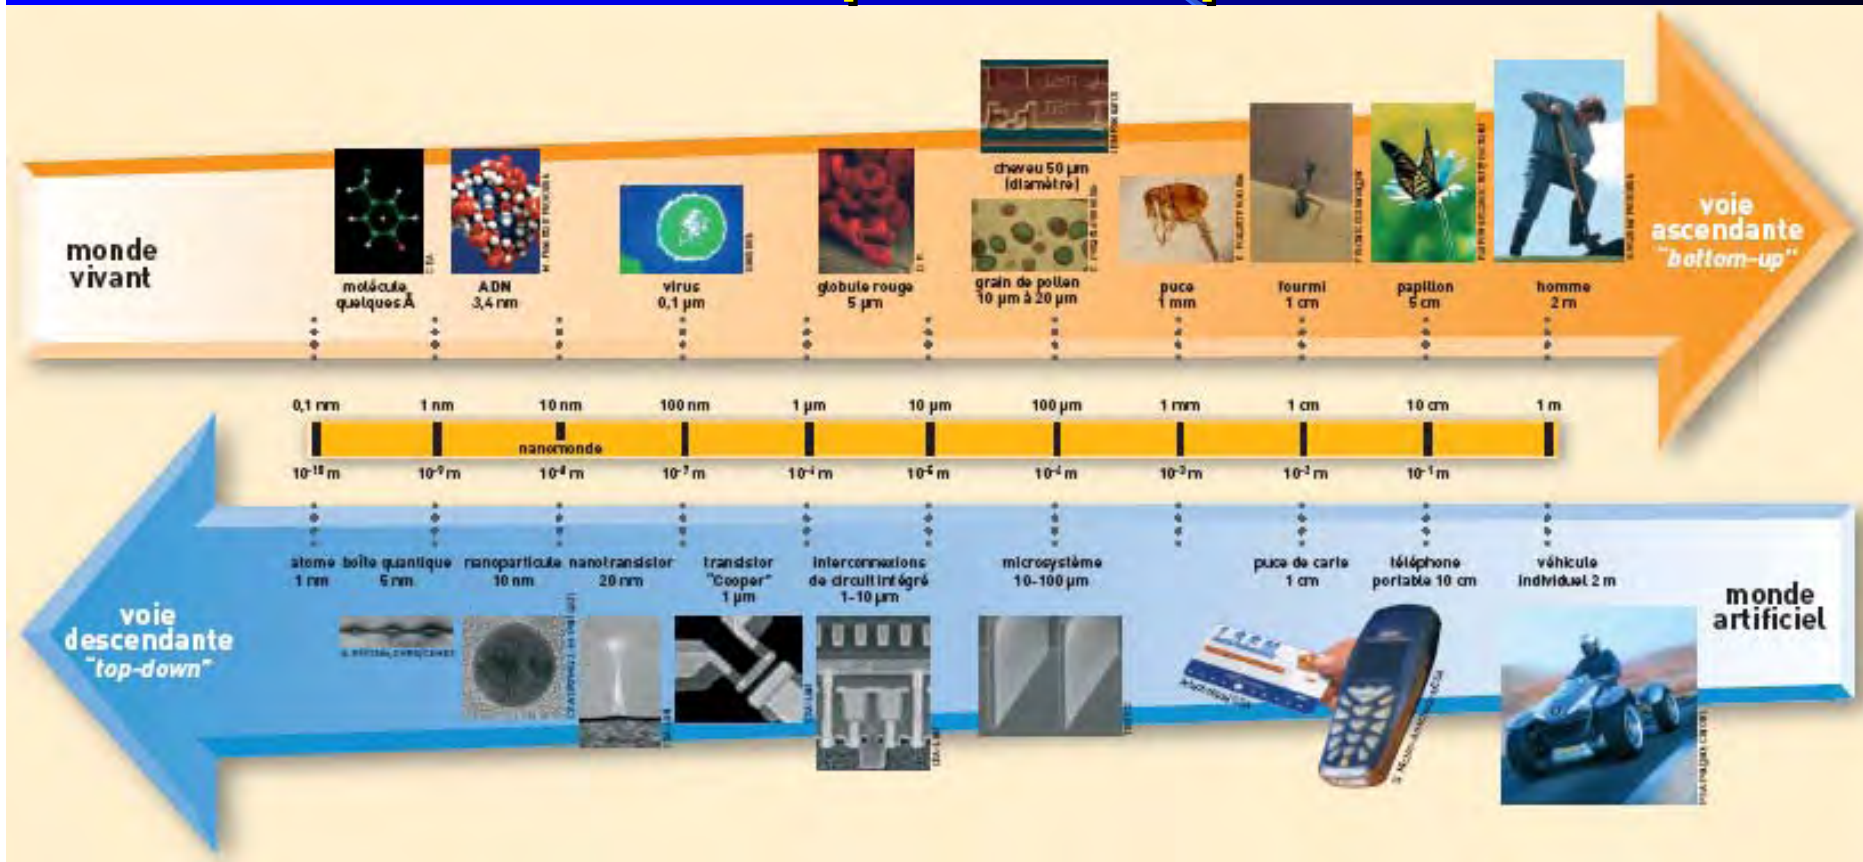 monde
vivant
molécule
quelques Å
ADN
3,4 nm
virus
0,1 µm
globule rouge
5 µm
cheveu 50 µm
(diamètre)
grain de pollen
10 µm à 20 µm
puce
1 mm
fourmi
1 cm
papillon
5 cm
homme
2 m
voie
ascendante
"bottom-up"
0,1 nm 1 nm 10 nm 100 nm 1 µm 10 µm 100 µm 1 mm 1 cm 10 cm 1 m
nanomonde
10⁻¹⁰ m 10⁻⁹ m 10⁻⁸ m 10⁻⁷ m 10⁻⁶ m 10⁻⁵ m 10⁻⁴ m 10⁻³ m 10⁻² m 10⁻¹ m
voie
descendante
"top-down"
atome
1 nm
boîte quantique
5 nm
nanoparticule
10 nm
nanotransistor
20 nm
transistor
"Cooper"
1 µm
interconnexions
de circuit intégré
1-10 µm
microsystème
10-100 µm
puce de carte
1 cm
téléphone
portable 10 cm
véhicule
individuel 2 m
monde
artificiel